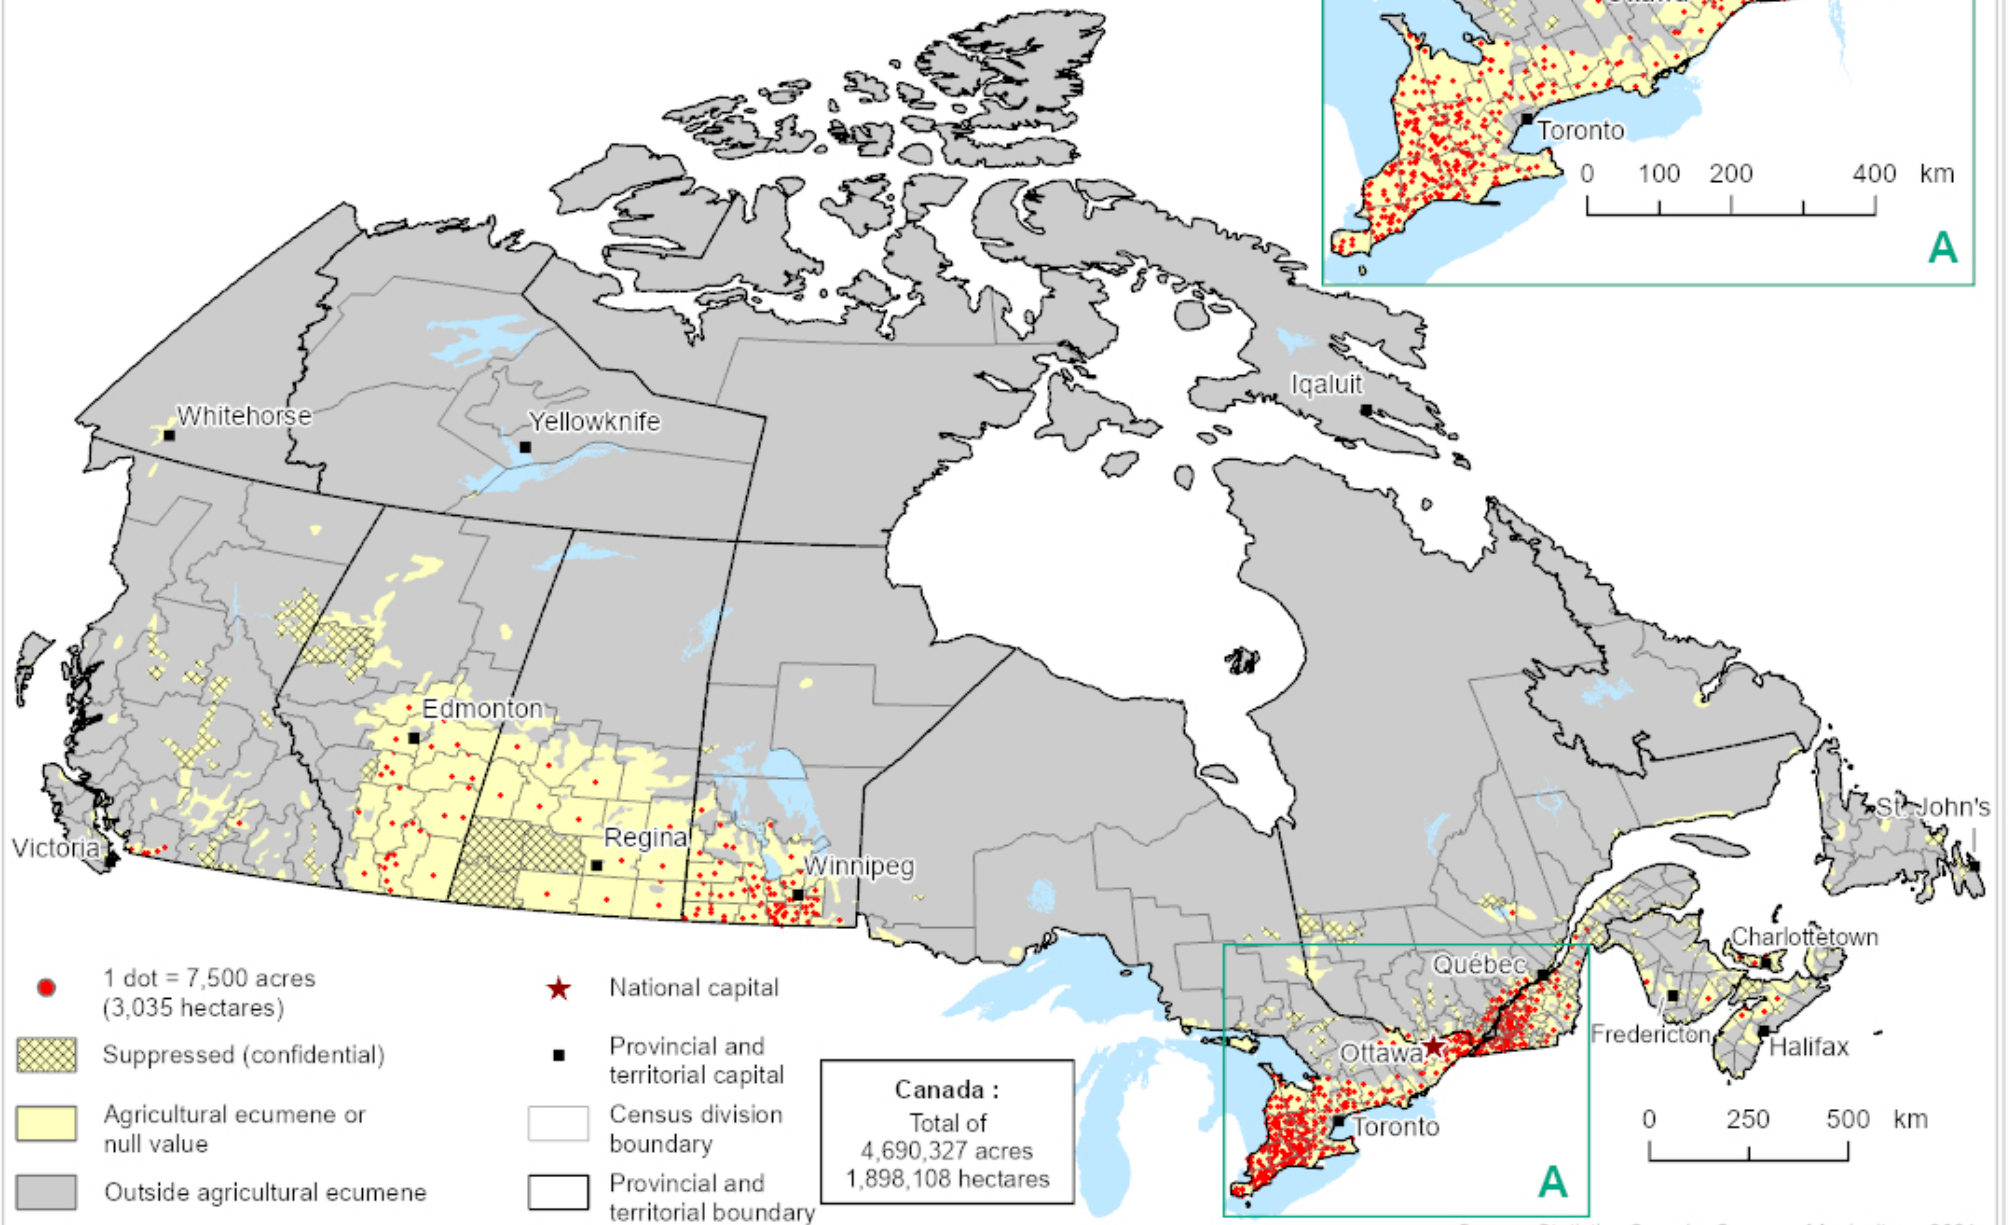 Toronto
0 100 200 400 km
A
Iqaluit
Whitehorse
Yellowknife
Edmonton
Regina
St. John's
Victoria
Winnipeg
Charlottetown
Québec
Fredericton
Halifax
Ottawa
Toronto
A
0 250 500 km
1 dot = 7,500 acres
(3,035 hectares)
Suppressed (confidential)
Agricultural ecumene or
null value
Outside agricultural ecumene
National capital
Provincial and
territorial capital
Census division
boundary
Provincial and
territorial boundary
Canada :
Total of
4,690,327 acres
1,898,108 hectares